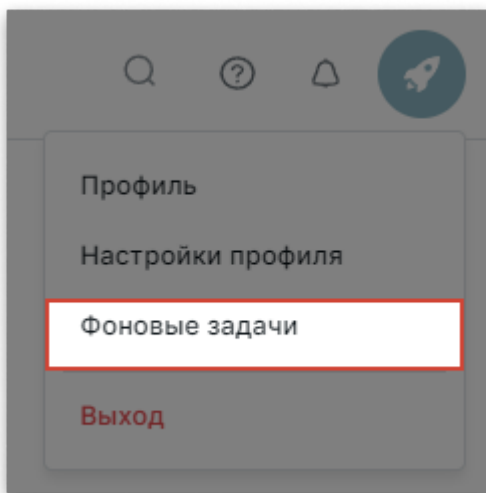 Профиль
Настройки профиля
Фоновые задачи
Выход